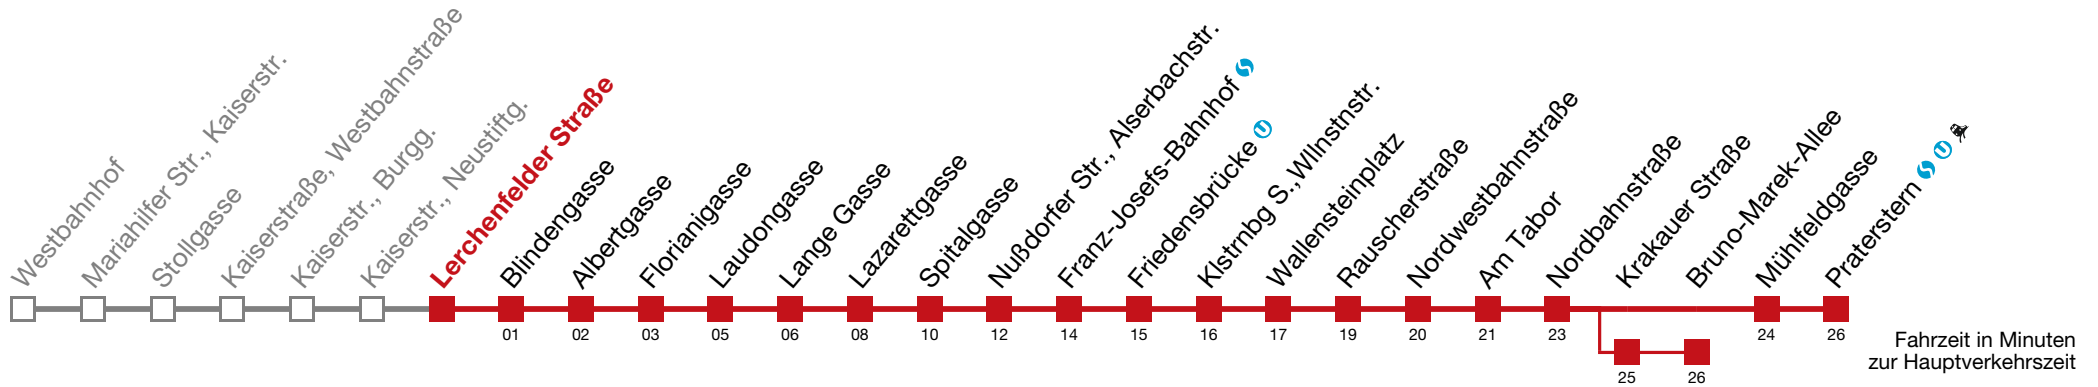 Westbahnhof
Mariahilfer Str., Kaiserstr.
Stollgasse
Kaiserstraße, Westbahnstraße
Kaiserstr., Burgg.
Kaiserstr., Neustiftg.
Lerchenfelder Straße
Blindengasse
Albertgasse
Florianigasse
Laudongasse
Lange Gasse
Lazarettgasse
Spitalgasse
Nußdorfer Str., Alserbachstr.
Franz-Josefs-Bahnhof
Friedensbrücke U
Klstrnbg S.,Wllnstnstr.
Wallensteinplatz
Rauscherstraße
Nordwestbahnstraße
Am Tabor
Nordbahnstraße
Krakauer Straße
Bruno-Marek-Allee
Mühlfeldgasse
Praterstern U
01 02 03 05 06 08 10 12 14 15 16 17 19 20 21 23 24 26
25 26
Fahrzeit in Minuten
zur Hauptverkehrszeit